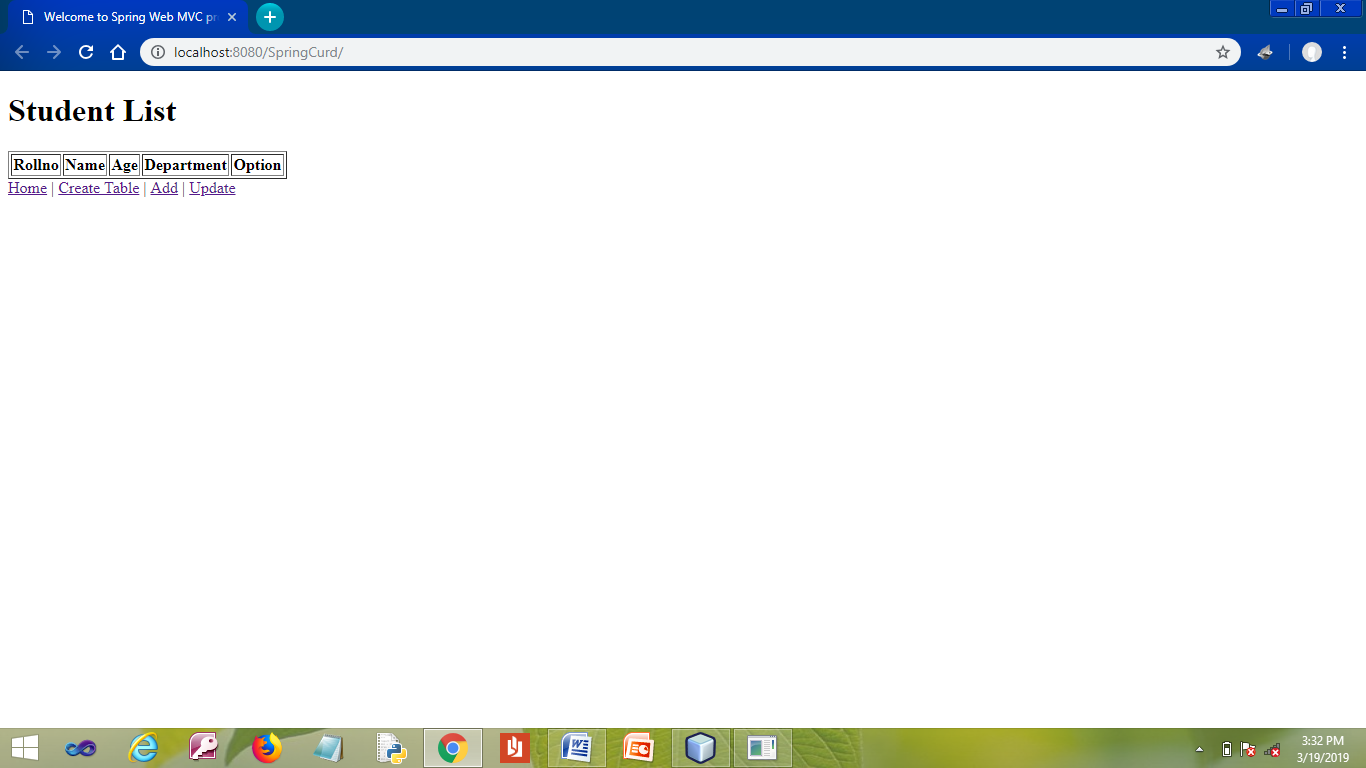 Welcome to Spring Web MVC pr
localhost:8080/SpringCurd/
Student List
Rollno Name Age Department Option
Home | Create Table | Add | Update
3:32 PM
3/19/2019